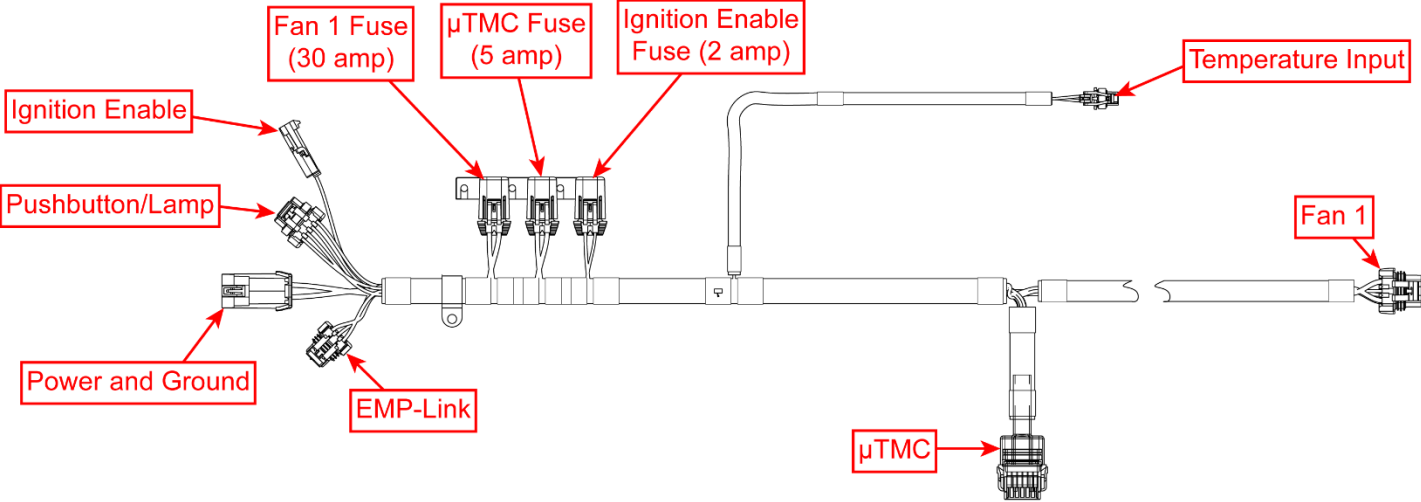 Fan 1 Fuse
(30 amp)
µTMC Fuse
(5 amp)
Ignition Enable
Fuse (2 amp)
Temperature Input
Ignition Enable
Pushbutton/Lamp
Fan 1
Power and Ground
EMP-Link
µTMC